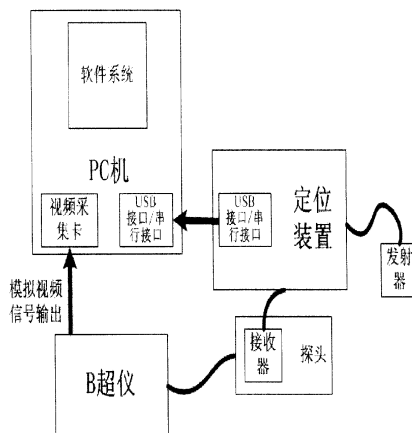 软件系统
PC机
视频采
集卡
USB
接口/串
行接口
USB
接口/串
行接口
定位
装置
发射
器
模拟视频
信号输出
B超仪
接收
器
探头